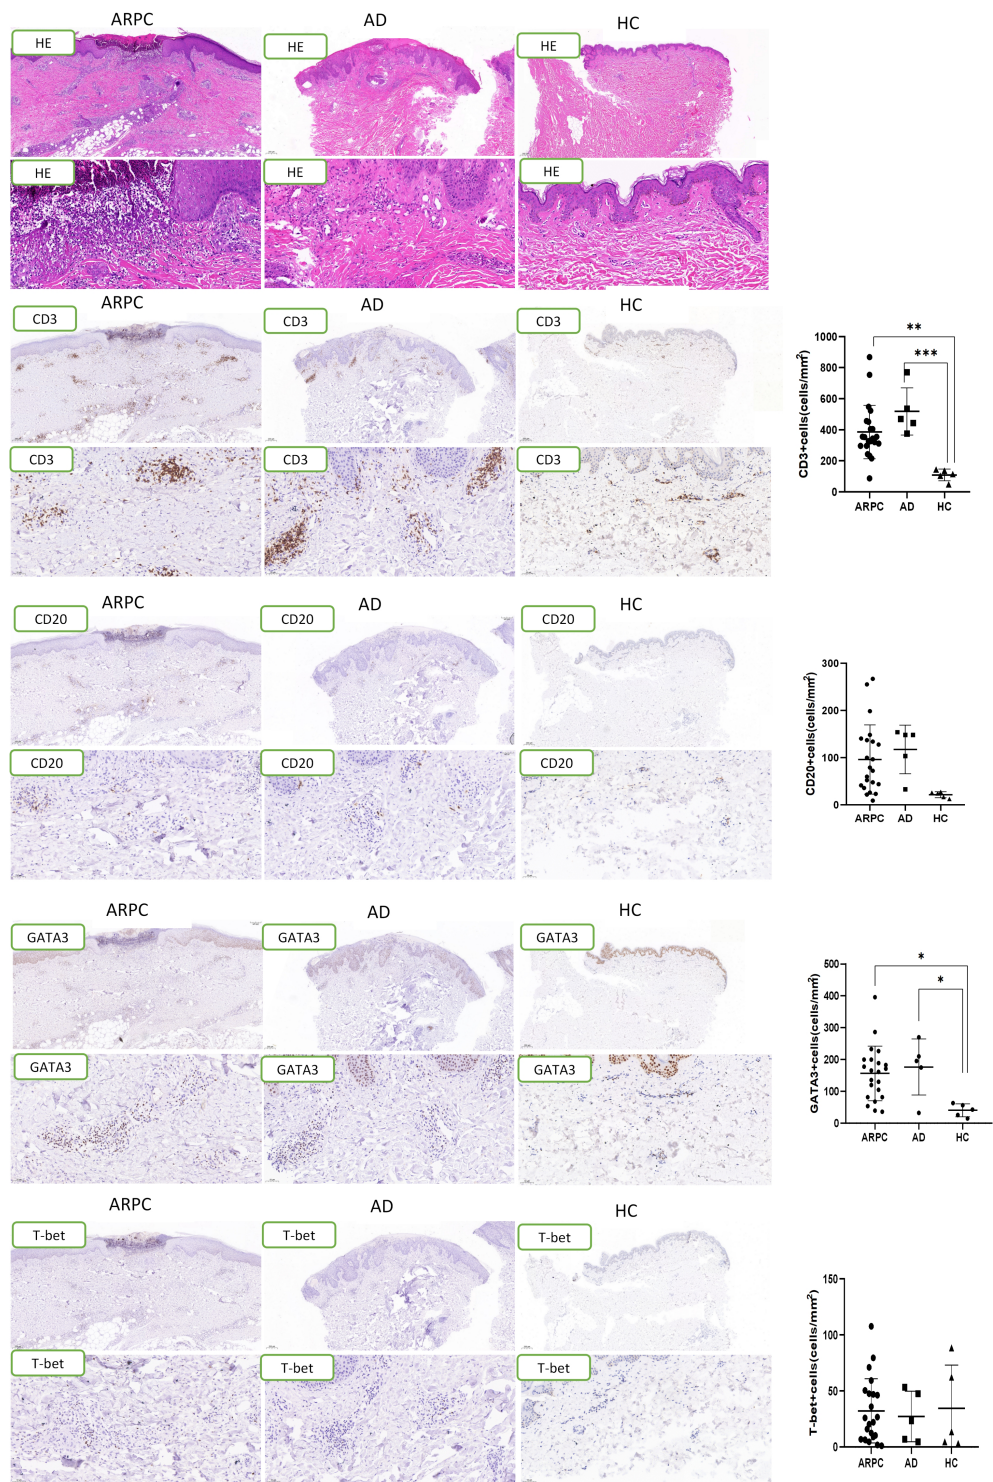 ARPC AD HC
HE HE HE
HE HE HE
ARPC AD HC
CD3 CD3 CD3
CD3 CD3 CD3
CD3+cells(cells/mm²)
1000
800
600
400
200
0
**
***
ARPC AD HC
ARPC AD HC
CD20 CD20 CD20
CD20 CD20 CD20
CD20+cells(cells/mm²)
300
200
100
0
ARPC AD HC
ARPC AD HC
GATA3 GATA3 GATA3
GATA3 GATA3 GATA3
GATA3+cells(cells/mm²)
500
400
300
200
100
0
*
*
ARPC AD HC
ARPC AD HC
T-bet T-bet T-bet
T-bet T-bet T-bet
T-bet+cells(cells/mm²)
150
100
50
0
ARPC AD HC